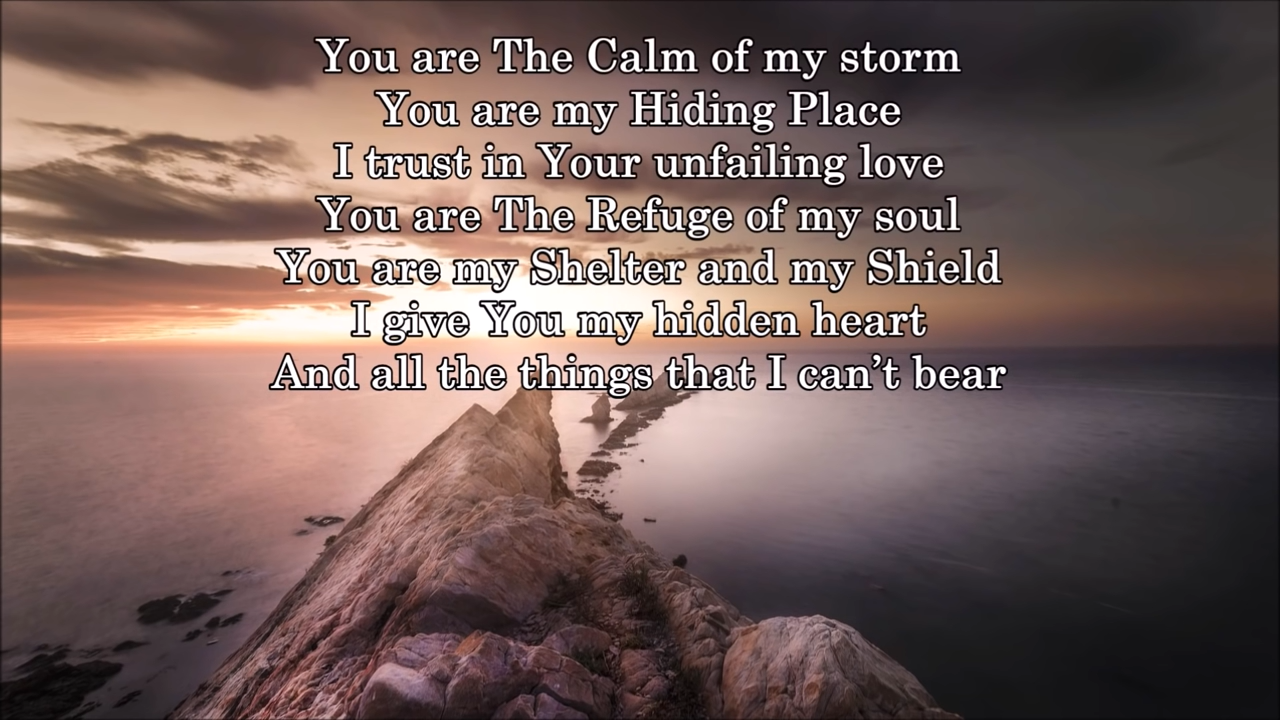 You are The Calm of my storm
You are my Hiding Place
I trust in Your unfailing love
You are The Refuge of my soul
You are my Shelter and my Shield
I give You my hidden heart
And all the things that I can’t bear